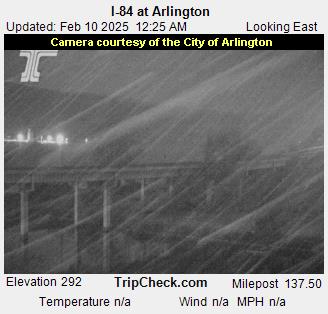 I-84 at Arlington
Updated: Feb 10 2025 12:25 AM Looking East
Camera courtesy of the City of Arlington
Elevation 292 TripCheck.com Milepost 137.50
Temperature n/a Wind n/a MPH n/a